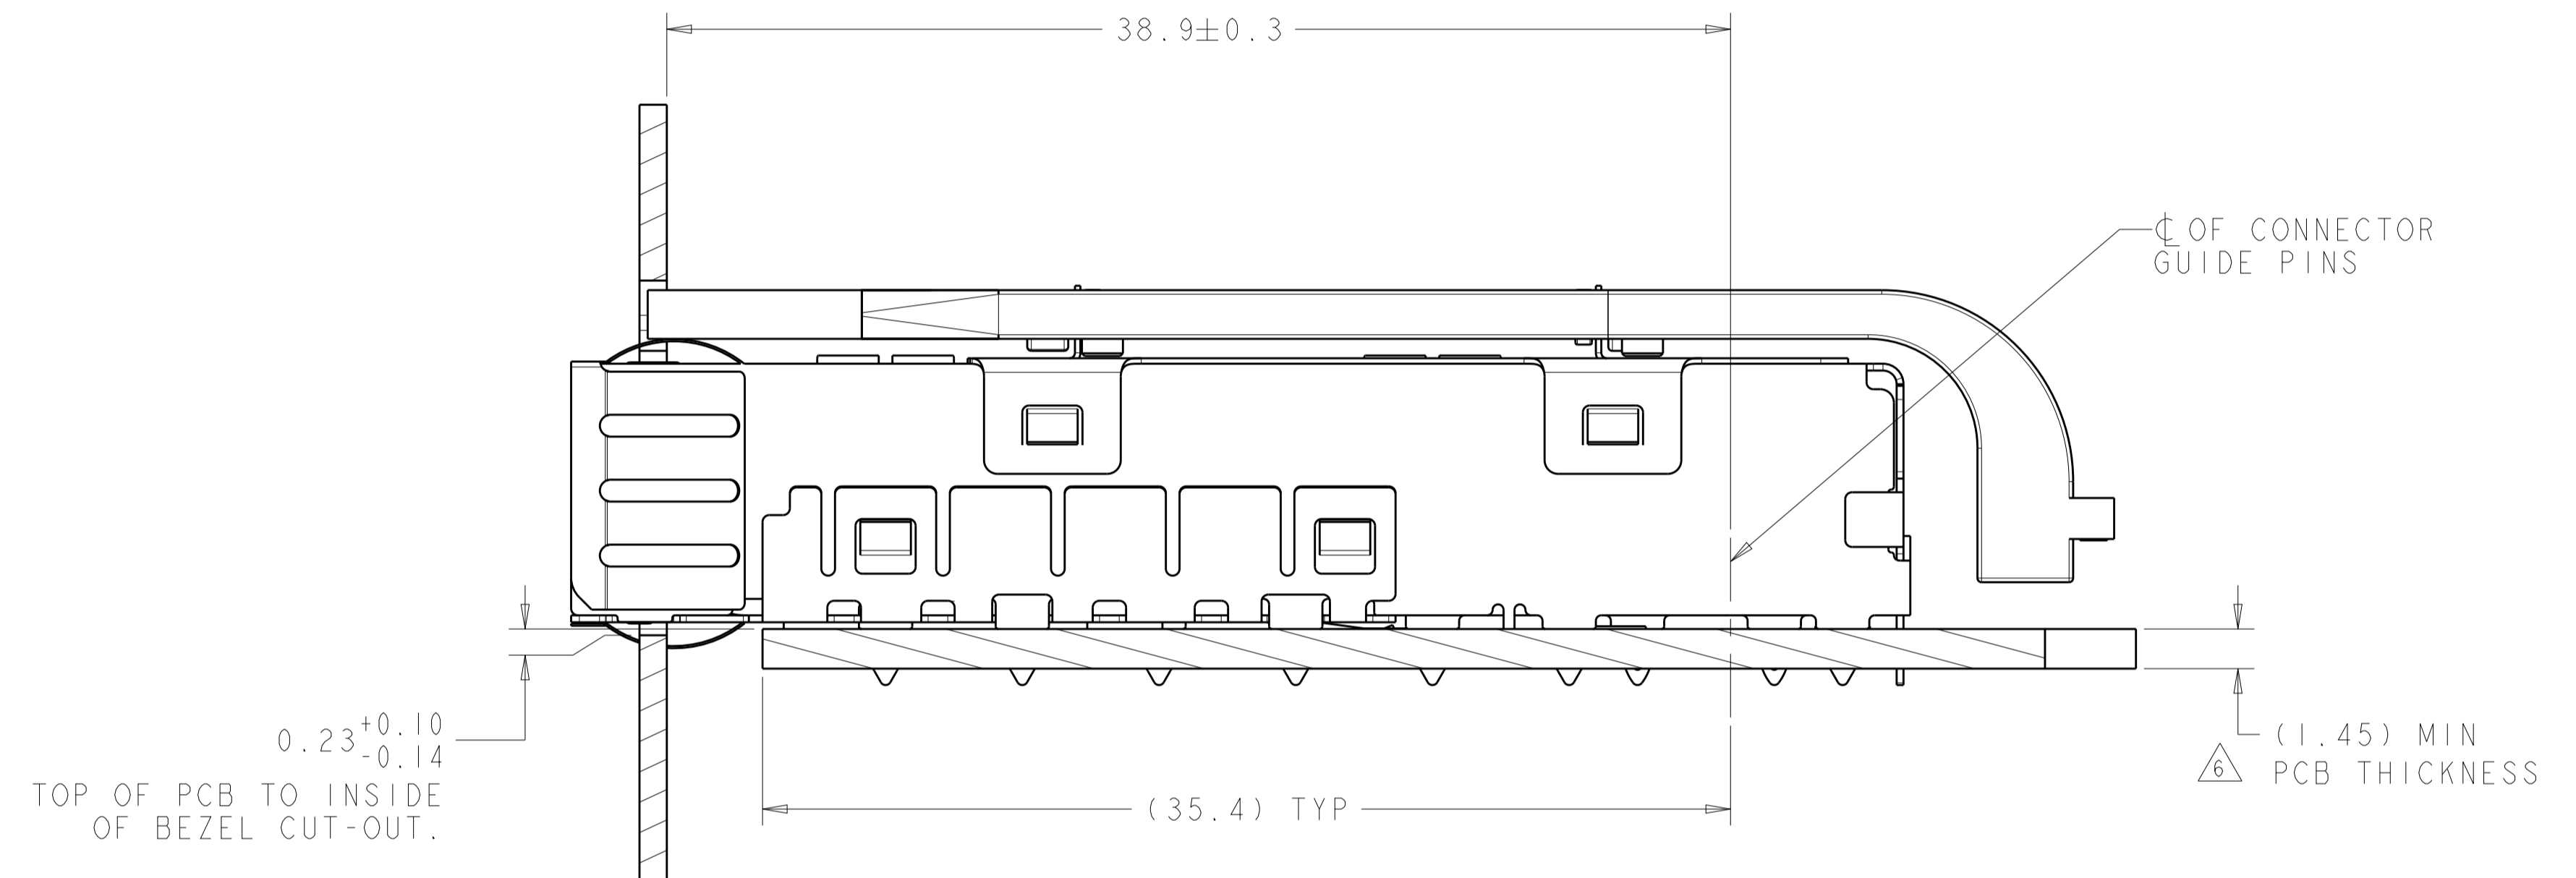 38.9±0.3
℄ OF CONNECTOR
GUIDE PINS
0.23 +0.10
-0.14
TOP OF PCB TO INSIDE
OF BEZEL CUT-OUT.
(35.4) TYP
(1.45) MIN
6 PCB THICKNESS